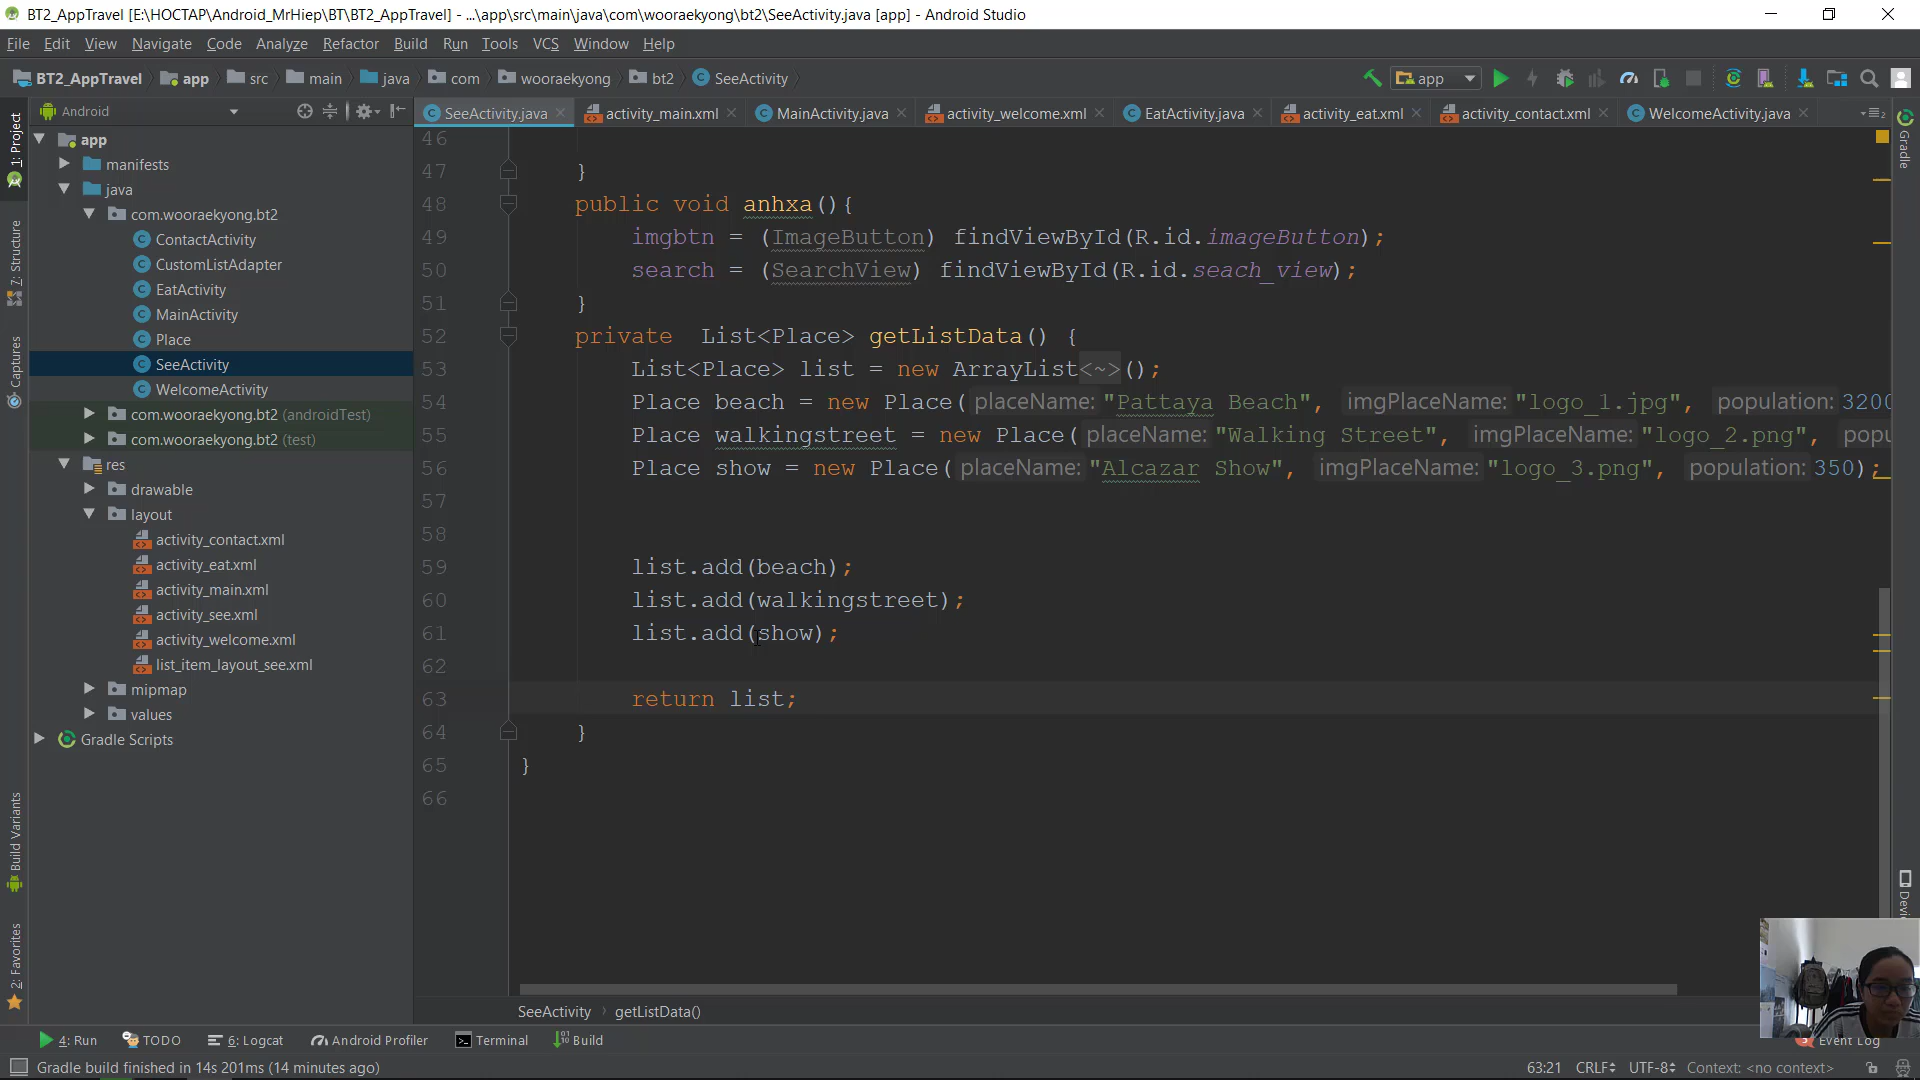 BT2_AppTravel [E:\HOCTAP\Android_MrHiep\BT\BT2_AppTravel] - ...\app\src\main\java\com\wooraekyong\bt2\SeeActivity.java [app] - Android Studio
File Edit View Navigate Code Analyze Refactor Build Run Tools VCS Window Help
BT2_AppTravel app src main java com wooraekyong bt2 SeeActivity app
Android SeeActivity.java activity_main.xml MainActivity.java activity_welcome.xml EatActivity.java activity_eat.xml activity_contact.xml WelcomeActivity.java
1: Project
7: Structure
Captures
Build Variants
2: Favorites
app
manifests
java
com.wooraekyong.bt2
ContactActivity
CustomListAdapter
EatActivity
MainActivity
Place
SeeActivity
WelcomeActivity
com.wooraekyong.bt2 (androidTest)
com.wooraekyong.bt2 (test)
res
drawable
layout
activity_contact.xml
activity_eat.xml
activity_main.xml
activity_see.xml
activity_welcome.xml
list_item_layout_see.xml
mipmap
values
Gradle Scripts
46
47 }
48 public void anhxa(){
49 imgbtn = (ImageButton) findViewById(R.id.imageButton);
50 search = (SearchView) findViewById(R.id.seach_view);
51 }
52 private  List<Place> getListData() {
53 List<Place> list = new ArrayList<~>();
54 Place beach = new Place( placeName: "Pattaya Beach", imgPlaceName: "logo_1.jpg", population: 3200
55 Place walkingstreet = new Place( placeName: "Walking Street", imgPlaceName: "logo_2.png", popu
56 Place show = new Place( placeName: "Alcazar Show", imgPlaceName: "logo_3.png", population: 350);
57
58
59 list.add(beach);
60 list.add(walkingstreet);
61 list.add(show);
62
63 return list;
64 }
65 }
66
Gradle
SeeActivity getListData()
4: Run TODO 6: Logcat Android Profiler Terminal Build Event Log
Gradle build finished in 14s 201ms (14 minutes ago) 63:21 CRLF UTF-8 Context: <no context>